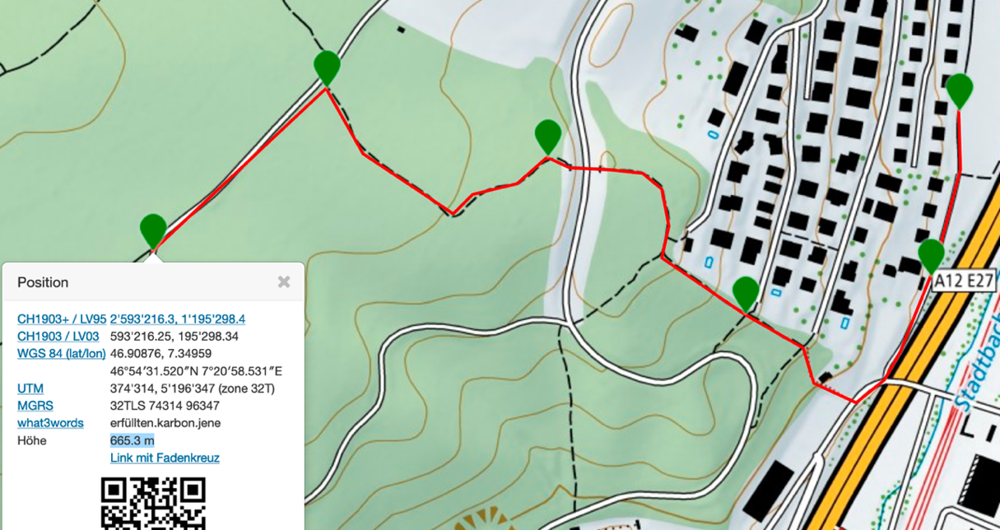 Position
CH1903+ / LV95 2'593'216.3, 1'195'298.4
CH1903 / LV03 593'216.25, 195'298.34
WGS 84 (lat/lon) 46.90876, 7.34959
46°54′31.520″N 7°20′58.531″E
UTM 374'314, 5'196'347 (zone 32T)
MGRS 32TLS 74314 96347
what3words erfüllten.karbon.jene
Höhe 665.3 m
Link mit Fadenkreuz
A12 E27
Stadtbach